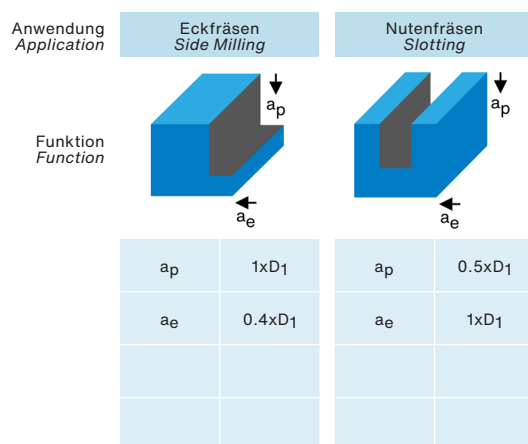 Anwendung
Application
Eckfräsen
Side Milling
Nutenfräsen
Slotting
Funktion
Function
ap
ae
ap
ae
ap 1xD1 ap 0.5xD1
ae 0.4xD1 ae 1xD1